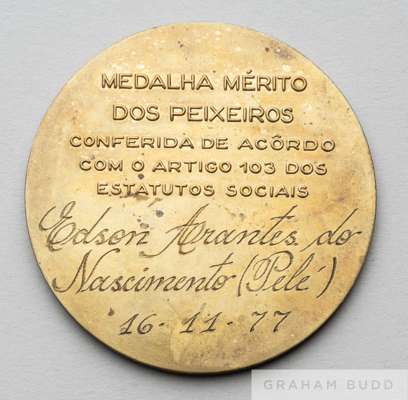 MEDALHA MÉRITO
DOS PEIXEIROS
CONFERIDA DE ACÔRDO
COM O ARTIGO 103 DOS
ESTATUTOS SOCIAIS
Edson Arantes do
Nascimento (Pelé)
16-11-77
GRAHAM BUDD